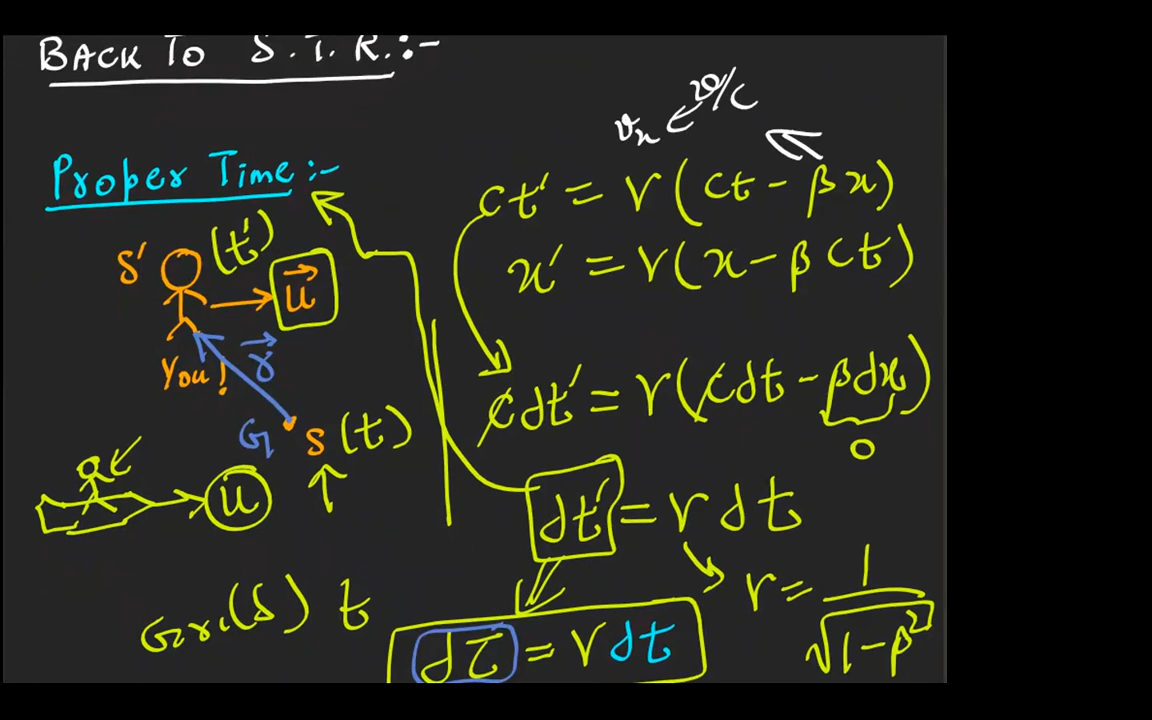 BACK TO S.T.R.:-
Proper Time:-
vₓ ← v/c
ct' = γ(ct - βx)
x' = γ(x - βct)
S' (t') u⃗
You! r⃗
G S (t)
u
cdt' = γ(cdt - βdx)
0
dt' = γdt
γ = 1/√(1-β²)
Gr.(S) t
dτ = γdt